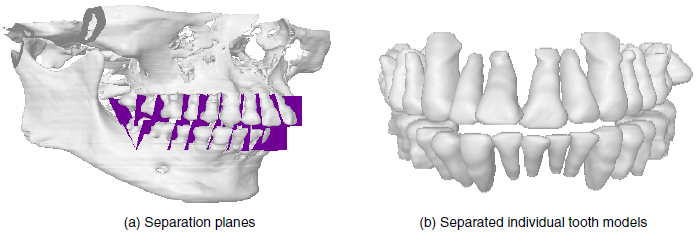 (a) Separation planes
(b) Separated individual tooth models